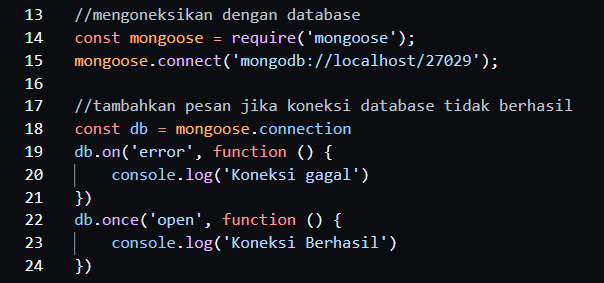 13 //mengoneksikan dengan database
14 const mongoose = require('mongoose');
15 mongoose.connect('mongodb://localhost/27029');
16
17 //tambahkan pesan jika koneksi database tidak berhasil
18 const db = mongoose.connection
19 db.on('error', function () {
20 console.log('Koneksi gagal')
21 })
22 db.once('open', function () {
23 console.log('Koneksi Berhasil')
24 })